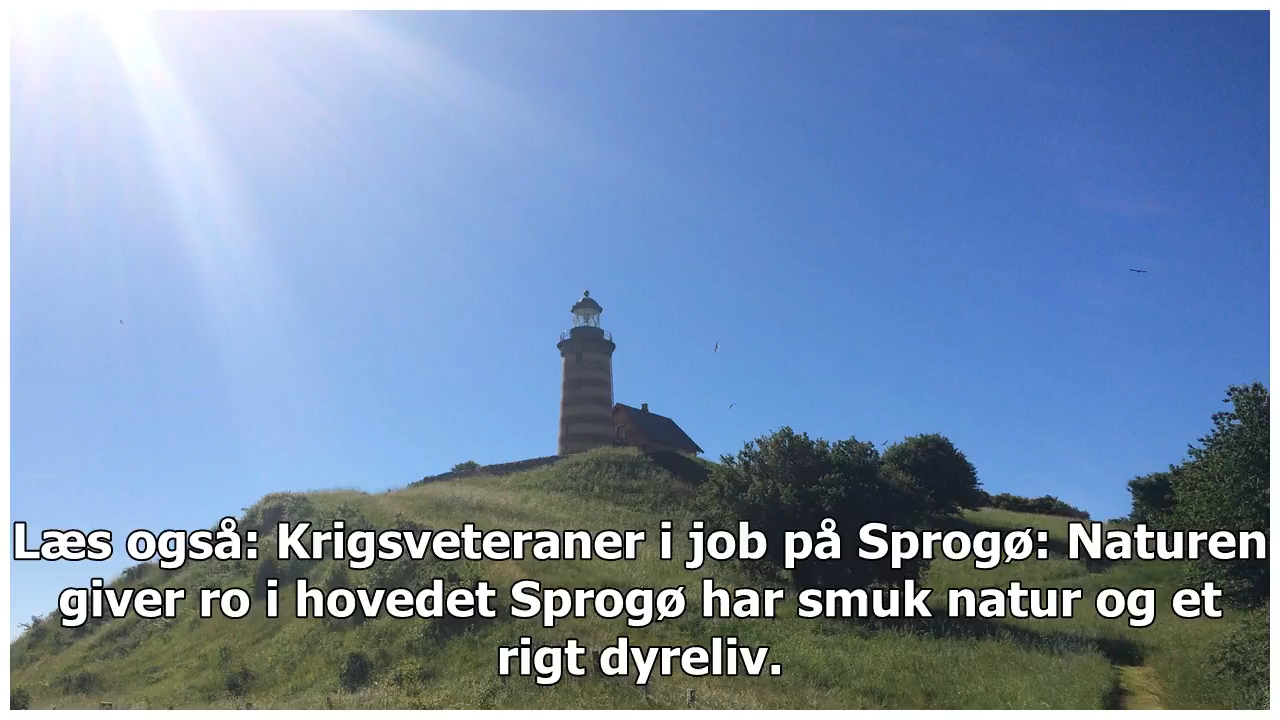 Læs også: Krigsveteraner i job på Sprogø: Naturen
giver ro i hovedet Sprogø har smuk natur og et
rigt dyreliv.